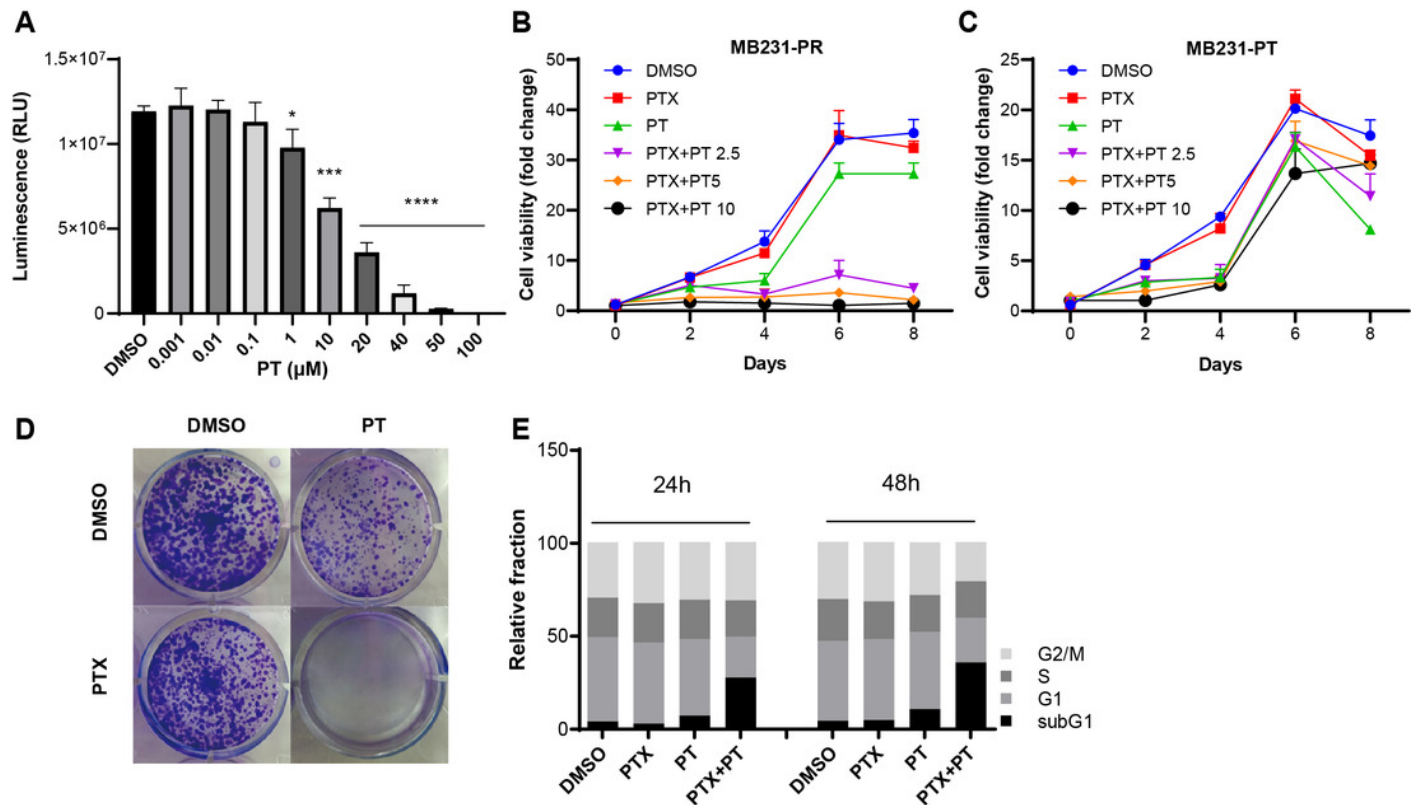 A
Luminescence (RLU)
1.5×10⁷
1×10⁷
5×10⁶
0
*
***
****
DMSO
0.001
0.01
0.1
1
10
20
40
50
100
PT (µM)
B
MB231-PR
Cell viability (fold change)
50
40
30
20
10
0
DMSO
PTX
PT
PTX+PT 2.5
PTX+PT5
PTX+PT 10
0 2 4 6 8
Days
C
MB231-PT
Cell viability (fold change)
25
20
15
10
5
0
DMSO
PTX
PT
PTX+PT 2.5
PTX+PT5
PTX+PT 10
0 2 4 6 8
Days
D
DMSO PT
DMSO
PTX
E
Relative fraction
150
100
50
0
24h 48h
G2/M
S
G1
subG1
DMSO
PTX
PT
PTX+PT
DMSO
PTX
PT
PTX+PT